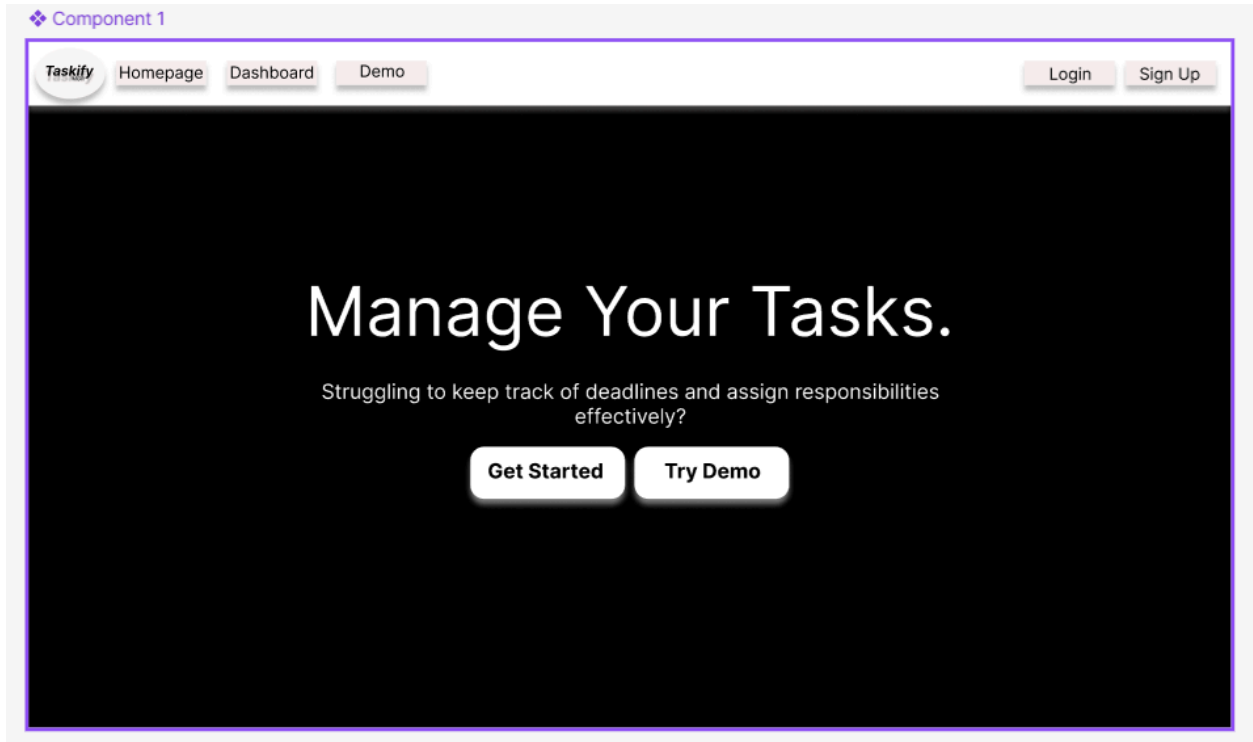 Component 1
Taskify Homepage Dashboard Demo Login Sign Up
Manage Your Tasks.
Struggling to keep track of deadlines and assign responsibilities
effectively?
Get Started Try Demo